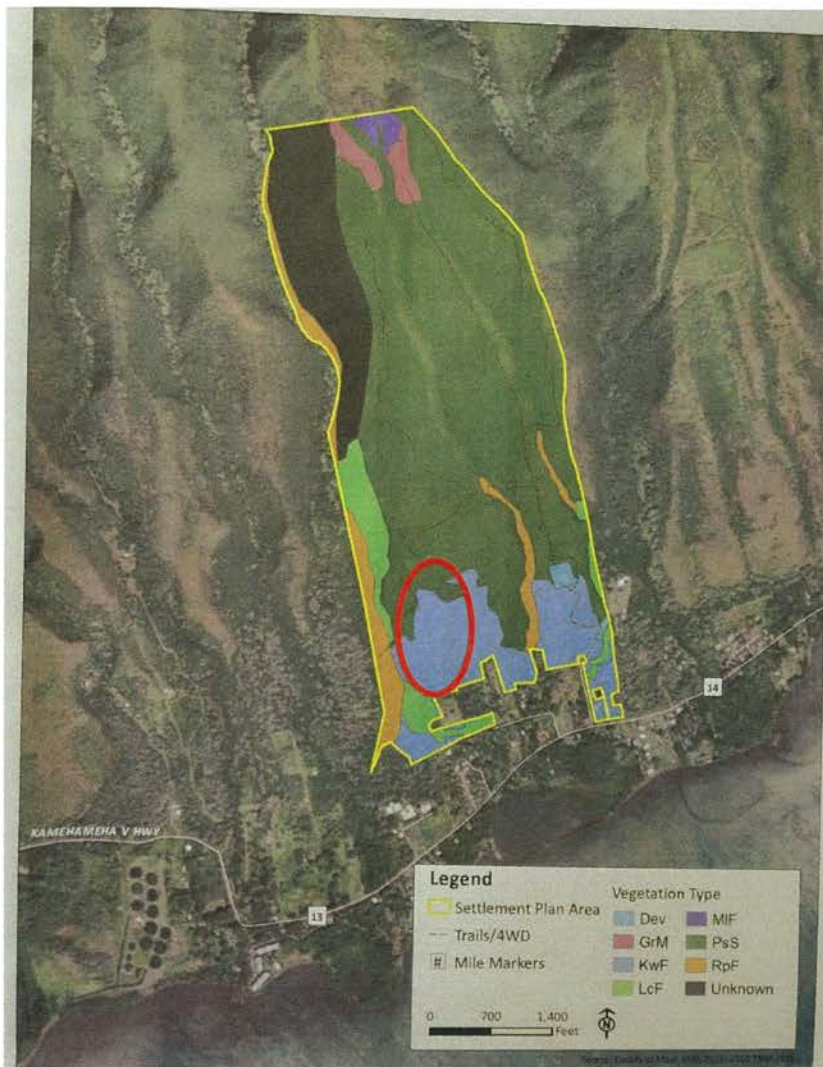 14
KAMEHAMEHA V HWY
13
Legend
Settlement Plan Area
Trails/4WD
# Mile Markers
Vegetation Type
Dev
GrM
KwF
LcF
MIF
PsS
RpF
Unknown
0 700 1,400
Feet
N